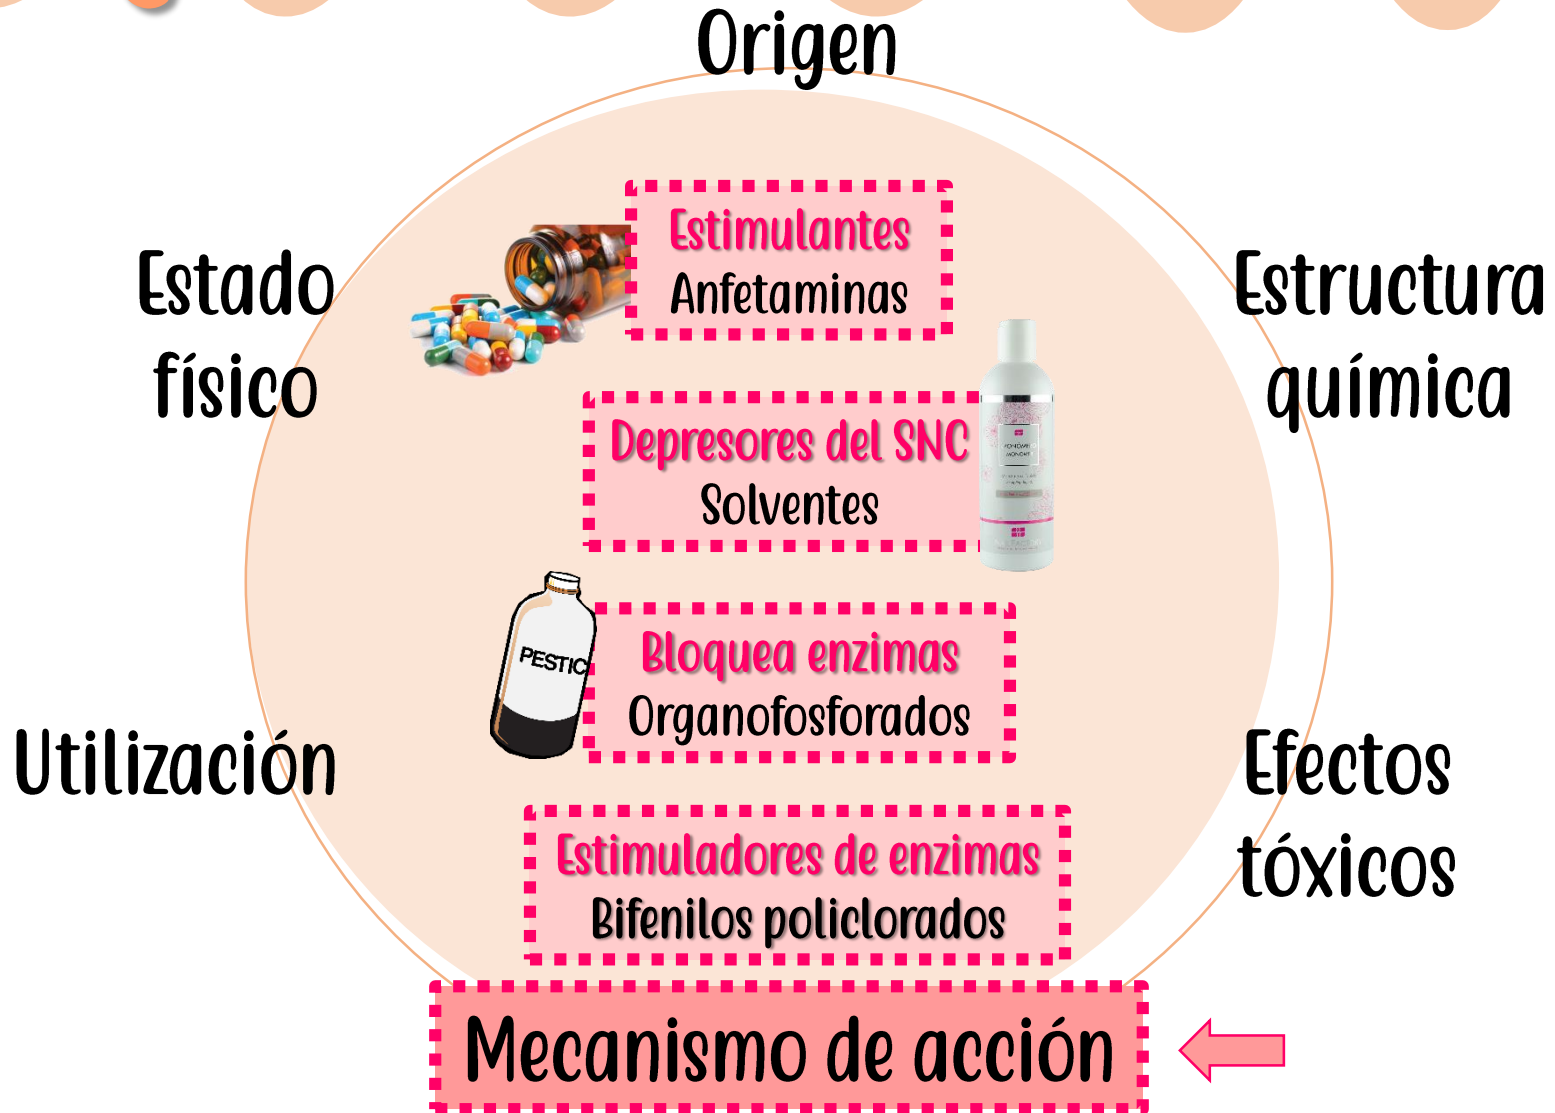 Origen
Estimulantes
Anfetaminas
Estado
físico
Estructura
química
Depresores del SNC
Solventes
PESTIC
Bloquea enzimas
Organofosforados
Utilización
Efectos
tóxicos
Estimuladores de enzimas
Bifenilos policlorados
Mecanismo de acción